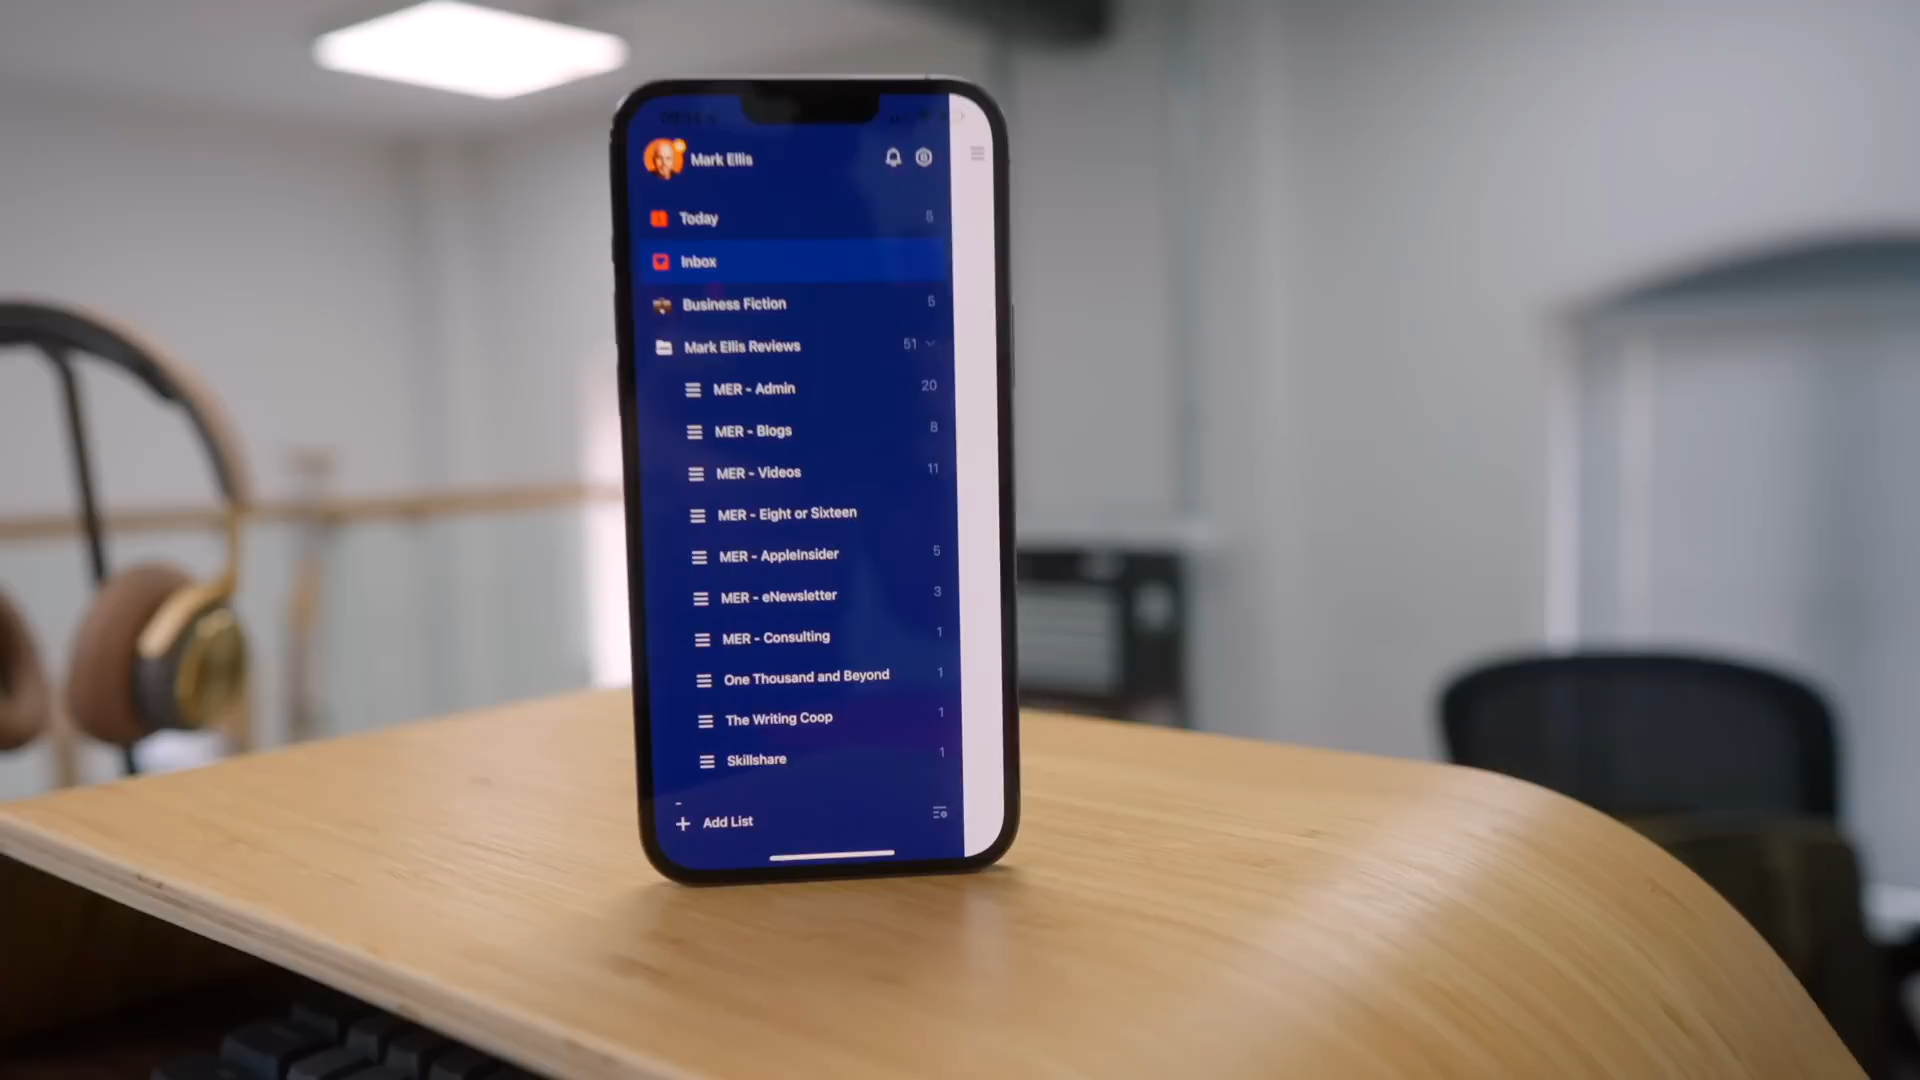 Mark Ellis
Today 5
Inbox
Business Fiction 5
Mark Ellis Reviews 51
MER - Admin 20
MER - Blogs 8
MER - Videos 11
MER - Eight or Sixteen
MER - AppleInsider 5
MER - eNewsletter 3
MER - Consulting 1
One Thousand and Beyond 1
The Writing Coop 1
Skillshare 1
+ Add List